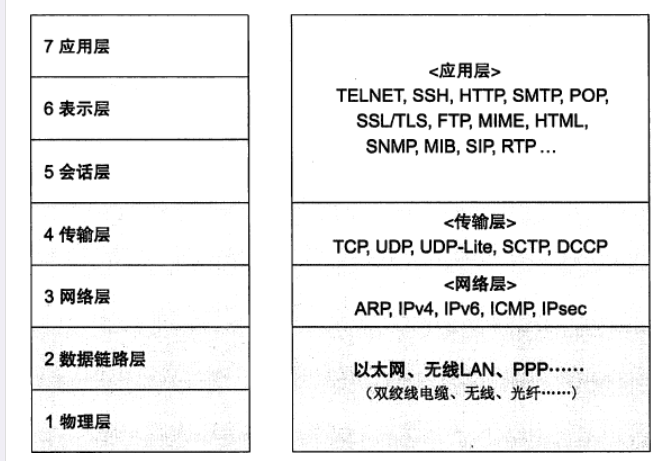 7 应用层
6 表示层
5 会话层
4 传输层
3 网络层
2 数据链路层
1 物理层
<应用层>
TELNET, SSH, HTTP, SMTP, POP,
SSL/TLS, FTP, MIME, HTML,
SNMP, MIB, SIP, RTP ...
<传输层>
TCP, UDP, UDP-Lite, SCTP, DCCP
<网络层>
ARP, IPv4, IPv6, ICMP, IPsec
以太网、无线LAN、PPP……
（双绞线电缆、无线、光纤……）